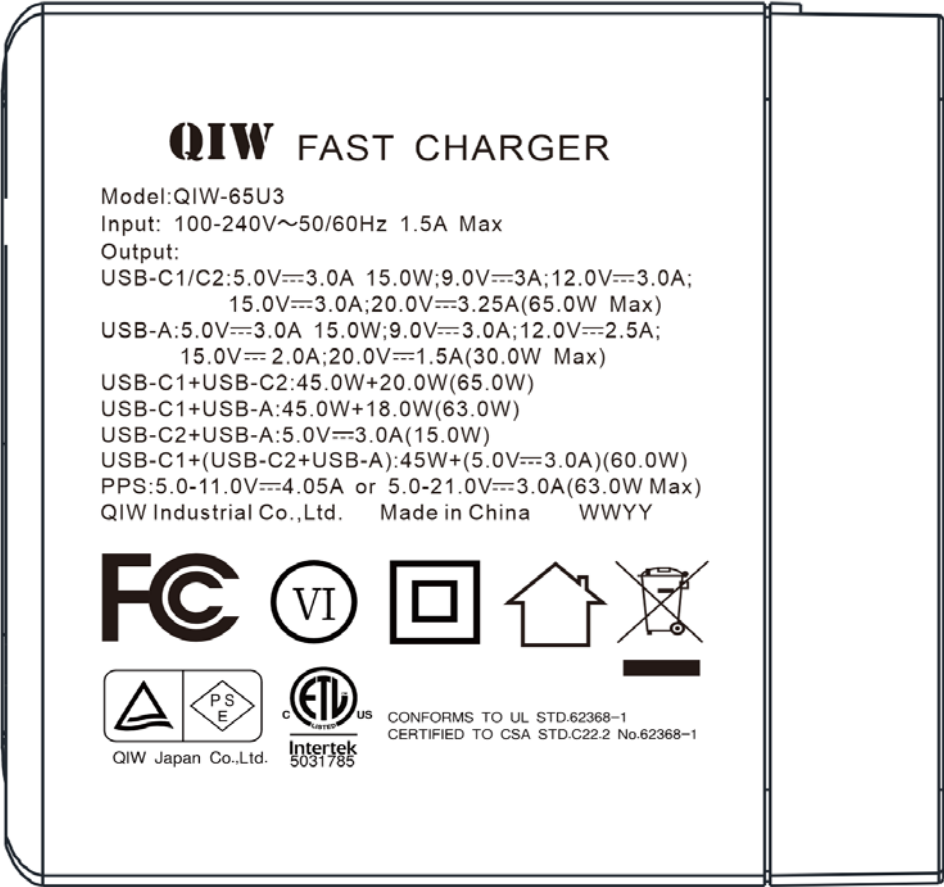 QIW FAST CHARGER
Model:QIW-65U3
Input: 100-240V～50/60Hz 1.5A Max
Output:
USB-C1/C2:5.0V⎓3.0A 15.0W;9.0V⎓3A;12.0V⎓3.0A;
15.0V⎓3.0A;20.0V⎓3.25A(65.0W Max)
USB-A:5.0V⎓3.0A 15.0W;9.0V⎓3.0A;12.0V⎓2.5A;
15.0V⎓ 2.0A;20.0V⎓1.5A(30.0W Max)
USB-C1+USB-C2:45.0W+20.0W(65.0W)
USB-C1+USB-A:45.0W+18.0W(63.0W)
USB-C2+USB-A:5.0V⎓3.0A(15.0W)
USB-C1+(USB-C2+USB-A):45W+(5.0V⎓3.0A)(60.0W)
PPS:5.0-11.0V⎓4.05A or 5.0-21.0V⎓3.0A(63.0W Max)
QIW Industrial Co.,Ltd. Made in China WWYY
FC VI
PS
E
QIW Japan Co.,Ltd.
ETL
C US
LISTED
Intertek
5031785
CONFORMS TO UL STD.62368-1
CERTIFIED TO CSA STD.C22.2 No.62368-1